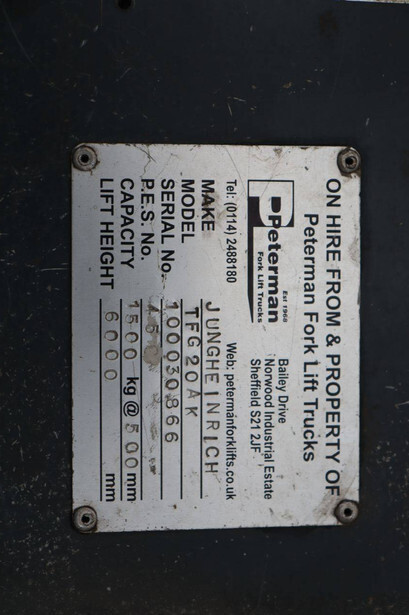 ON HIRE FROM & PROPERTY OF
Peterman Fork Lift Trucks
Peterman
Est 1968
Fork Lift Trucks
Bailey Drive
Norwood Industrial Estate
Sheffield S21 2JF
Tel: (0114) 2488180 Web: petermanforklifts.co.uk
MAKE JUNGHEINRICH
MODEL TFG20AK
SERIAL No. 100030866
P.E.S. No.
CAPACITY 1500 kg @ 500 mm
LIFT HEIGHT 6000 mm